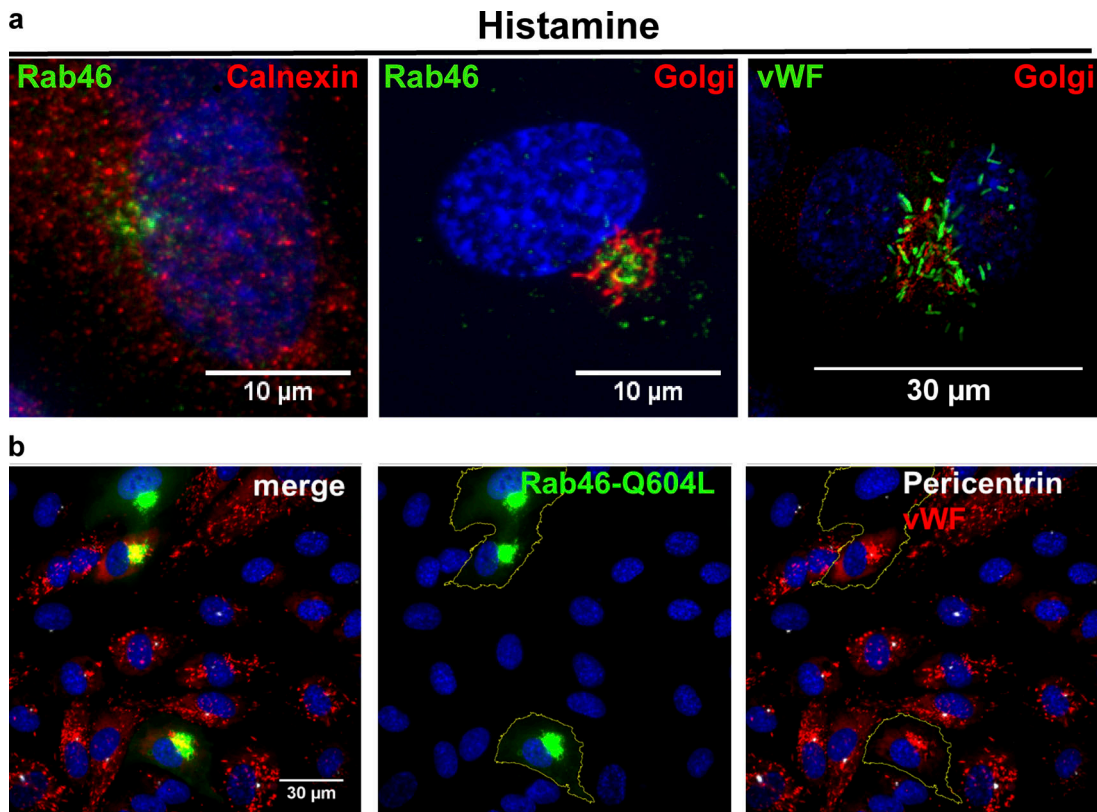 a
Histamine
Rab46 Calnexin
Rab46 Golgi
vWF Golgi
10 µm
10 µm
30 µm
b
merge
Rab46-Q604L
Pericentrin
vWF
30 µm